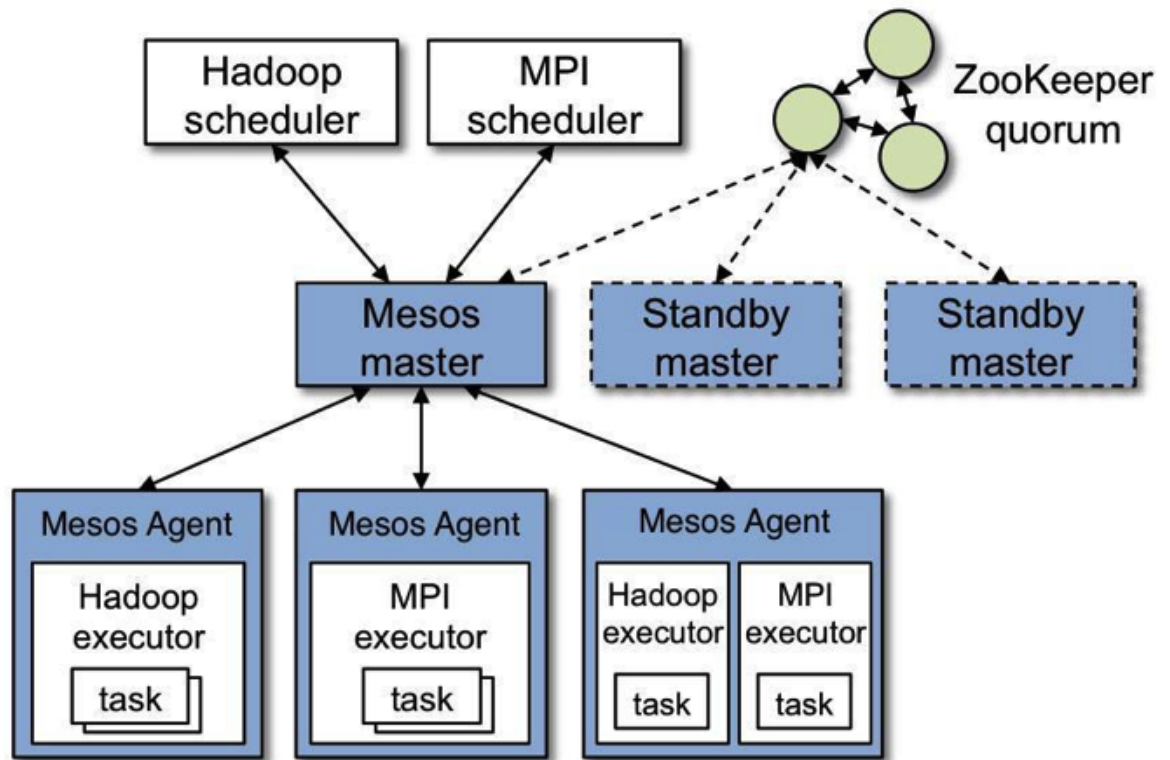 Hadoop
scheduler
MPI
scheduler
ZooKeeper
quorum
Mesos
master
Standby
master
Standby
master
Mesos Agent
Hadoop
executor
task
Mesos Agent
MPI
executor
task
Mesos Agent
Hadoop
executor
task
MPI
executor
task